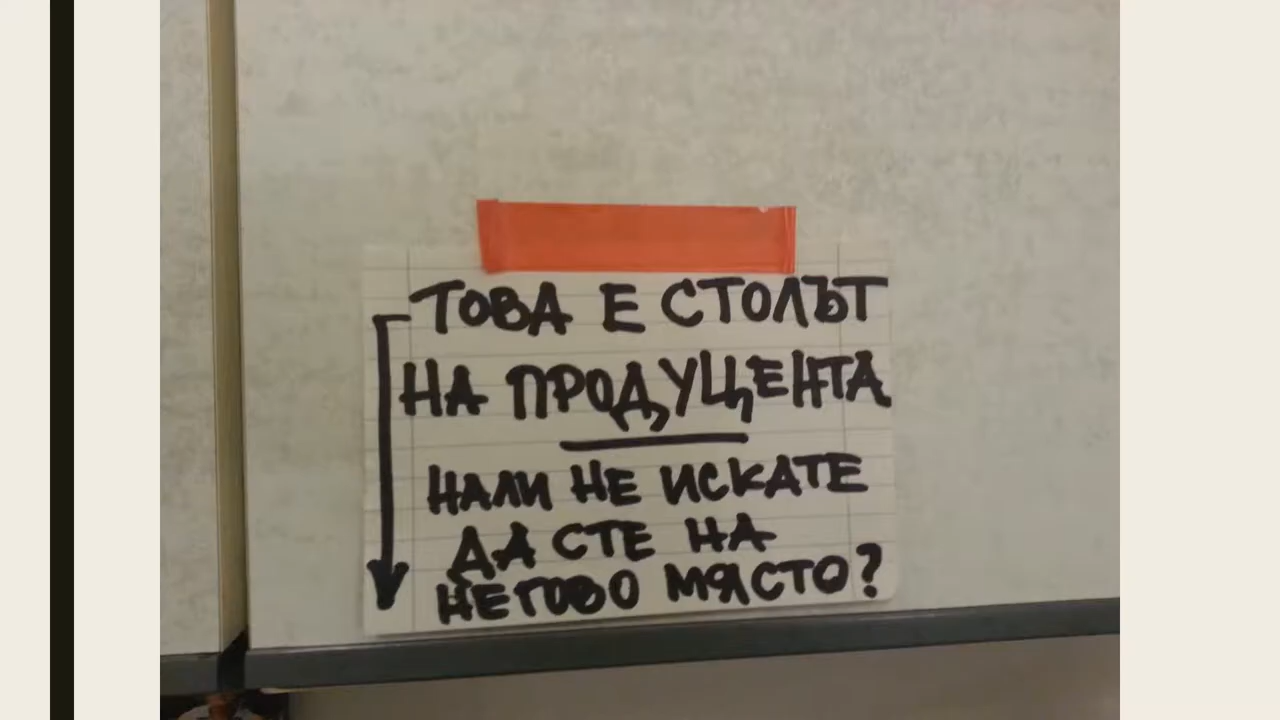 ТОВА Е СТОЛЪТ
НА ПРОДУЦЕНТА
НАЛИ НЕ ИСКАТЕ
ДА СТЕ НА
НЕГОВО МЯСТО?